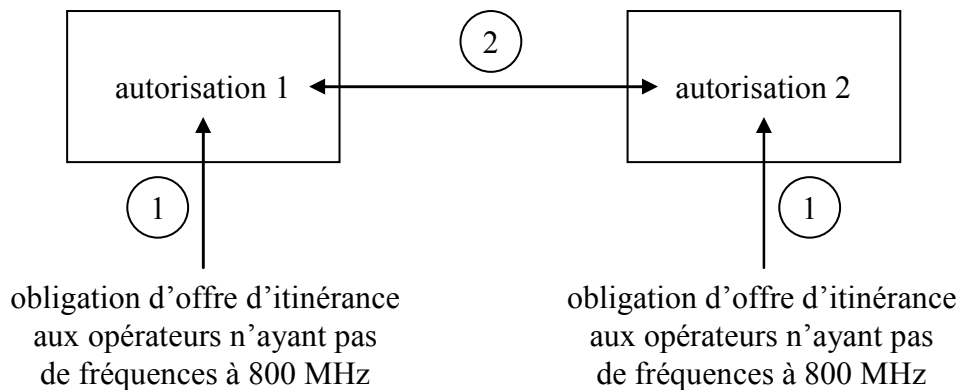 2
autorisation 1
autorisation 2
1
1
obligation d’offre d’itinérance
aux opérateurs n’ayant pas
de fréquences à 800 MHz
obligation d’offre d’itinérance
aux opérateurs n’ayant pas
de fréquences à 800 MHz